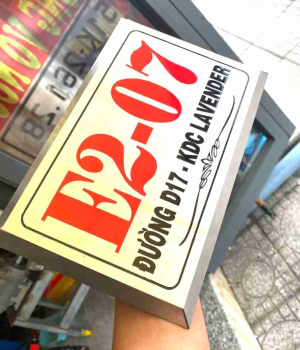 E2-07
ĐƯỜNG D17 - KDC LAVENDER